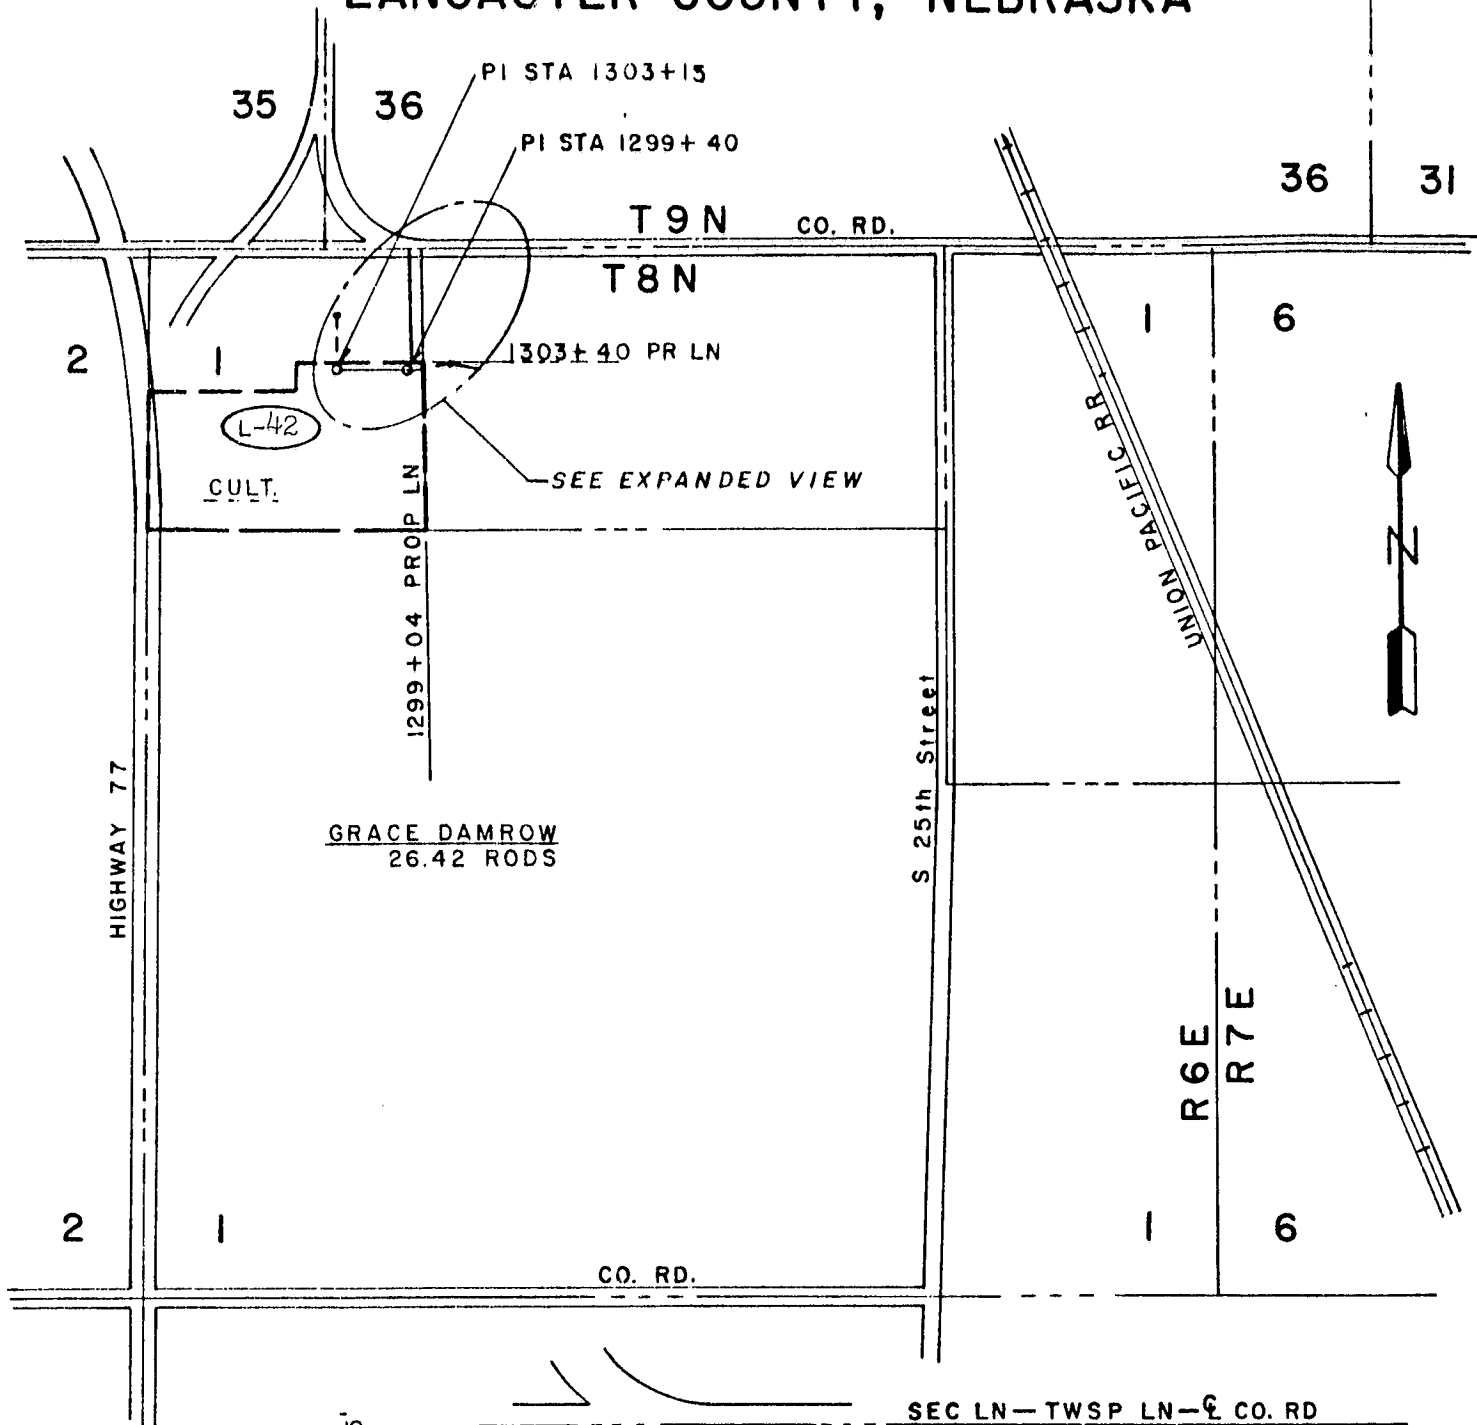 LANCASTER COUNTY, NEBRASKA
PI STA 1303+15
35
36
PI STA 1299+40
36
31
T9N
CO. RD.
T8N
1
6
2
1
1303+40 PR LN
L-42
CULT.
SEE EXPANDED VIEW
1299+04 PROP LN
UNION PACIFIC RR
N
S 25th Street
HIGHWAY 77
GRACE DAMROW
26.42 RODS
R6E
R7E
2
1
1
6
CO. RD.
SEC LN—TWSP LN—℄ CO. RD